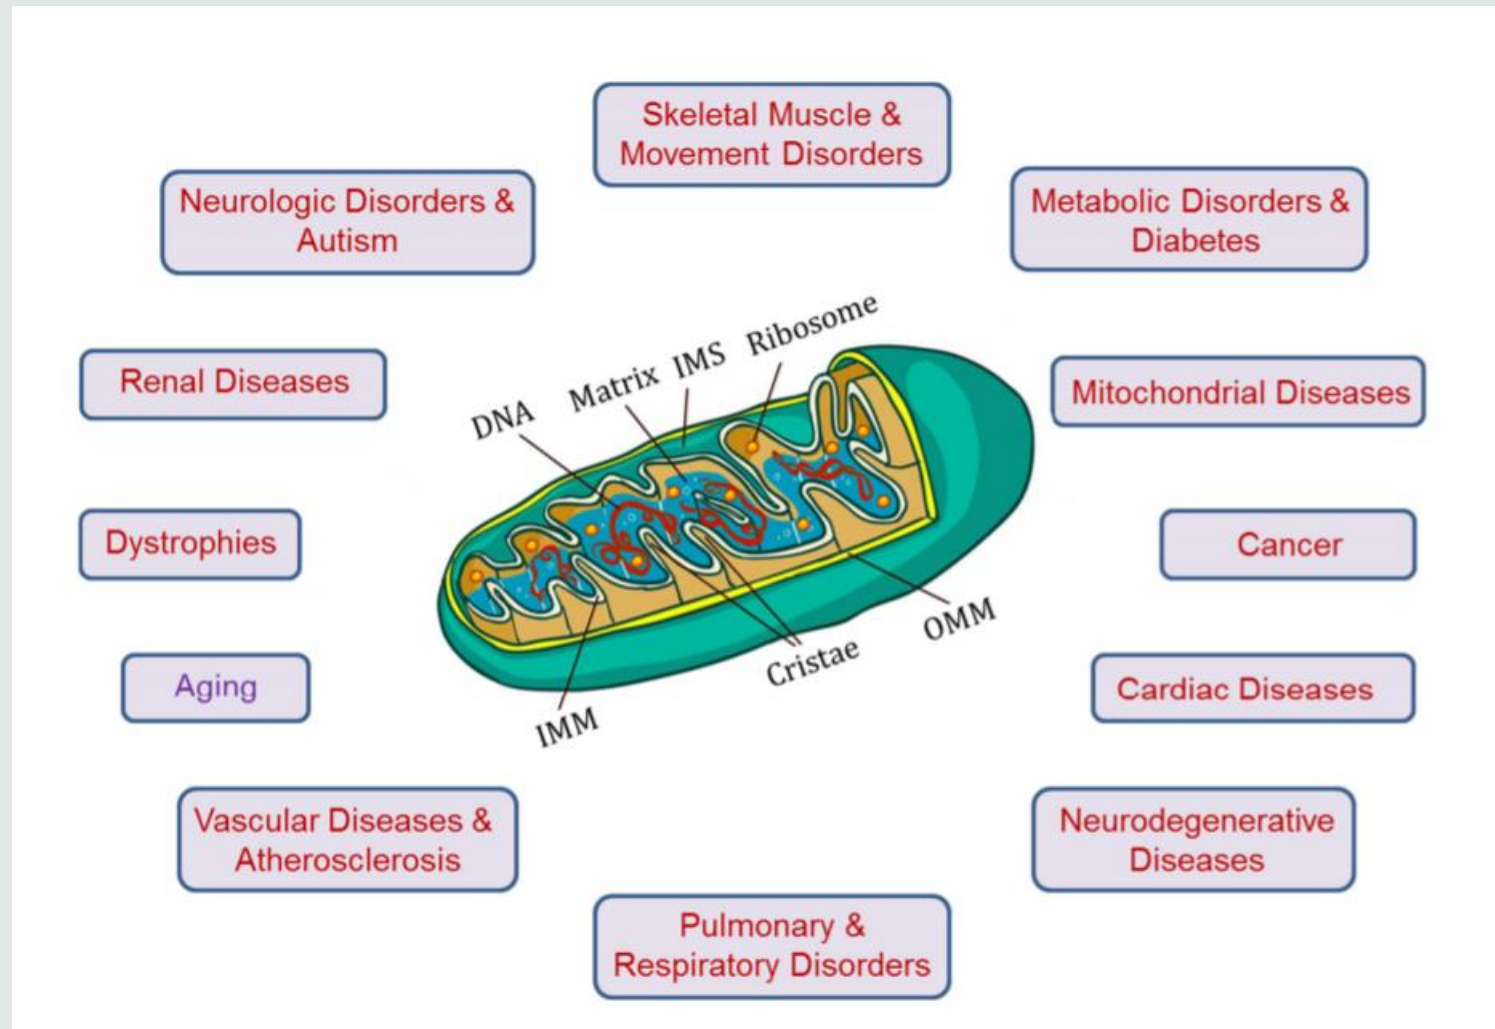 Skeletal Muscle &
Movement Disorders
Neurologic Disorders &
Autism
Metabolic Disorders &
Diabetes
Renal Diseases
Mitochondrial Diseases
Dystrophies
Cancer
Aging
Cardiac Diseases
Vascular Diseases &
Atherosclerosis
Neurodegenerative
Diseases
Pulmonary &
Respiratory Disorders
DNA
Matrix
IMS
Ribosome
OMM
Cristae
IMM